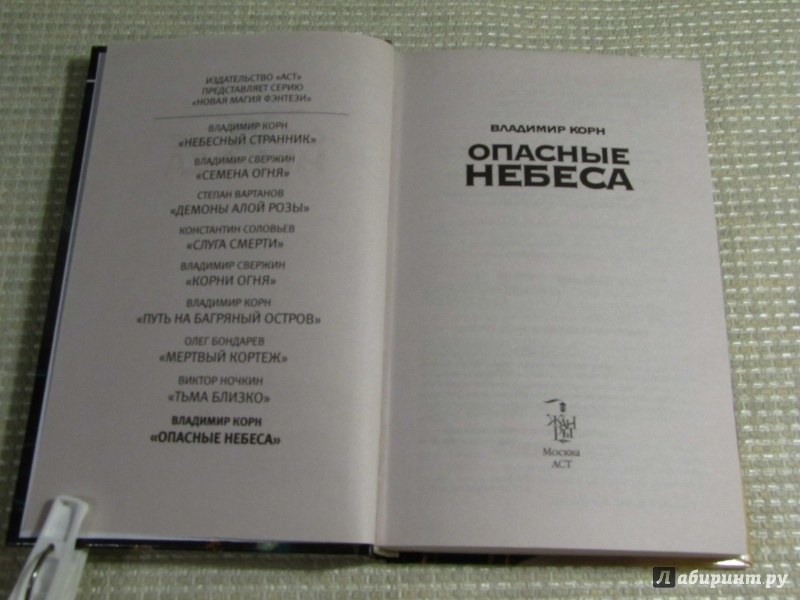 ИЗДАТЕЛЬСТВО «АСТ»
ПРЕДСТАВЛЯЕТ СЕРИЮ
«НОВАЯ МАГИЯ ФЭНТЕЗИ»
ВЛАДИМИР КОРН
«НЕБЕСНЫЙ СТРАННИК»
ВЛАДИМИР СВЕРЖИН
«СЕМЕНА ОГНЯ»
СТЕПАН ВАРТАНОВ
«ДЕМОНЫ АЛОЙ РОЗЫ»
КОНСТАНТИН СОЛОВЬЕВ
«СЛУГА СМЕРТИ»
ВЛАДИМИР СВЕРЖИН
«КОРНИ ОГНЯ»
ВЛАДИМИР КОРН
«ПУТЬ НА БАГРЯНЫЙ ОСТРОВ»
ОЛЕГ БОНДАРЕВ
«МЕРТВЫЙ КОРТЕЖ»
ВИКТОР НОЧКИН
«ТЬМА БЛИЗКО»
ВЛАДИМИР КОРН
«ОПАСНЫЕ НЕБЕСА»
ВЛАДИМИР КОРН
ОПАСНЫЕ
НЕБЕСА
ЖАН
РЫ
Москва
АСТ
Лабиринт.ру